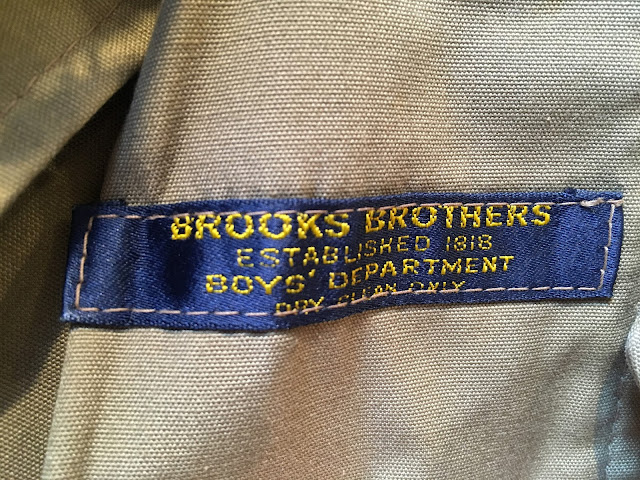 BROOKS BROTHERS
ESTABLISHED 1818
BOYS' DEPARTMENT
DRY CLEAN ONLY